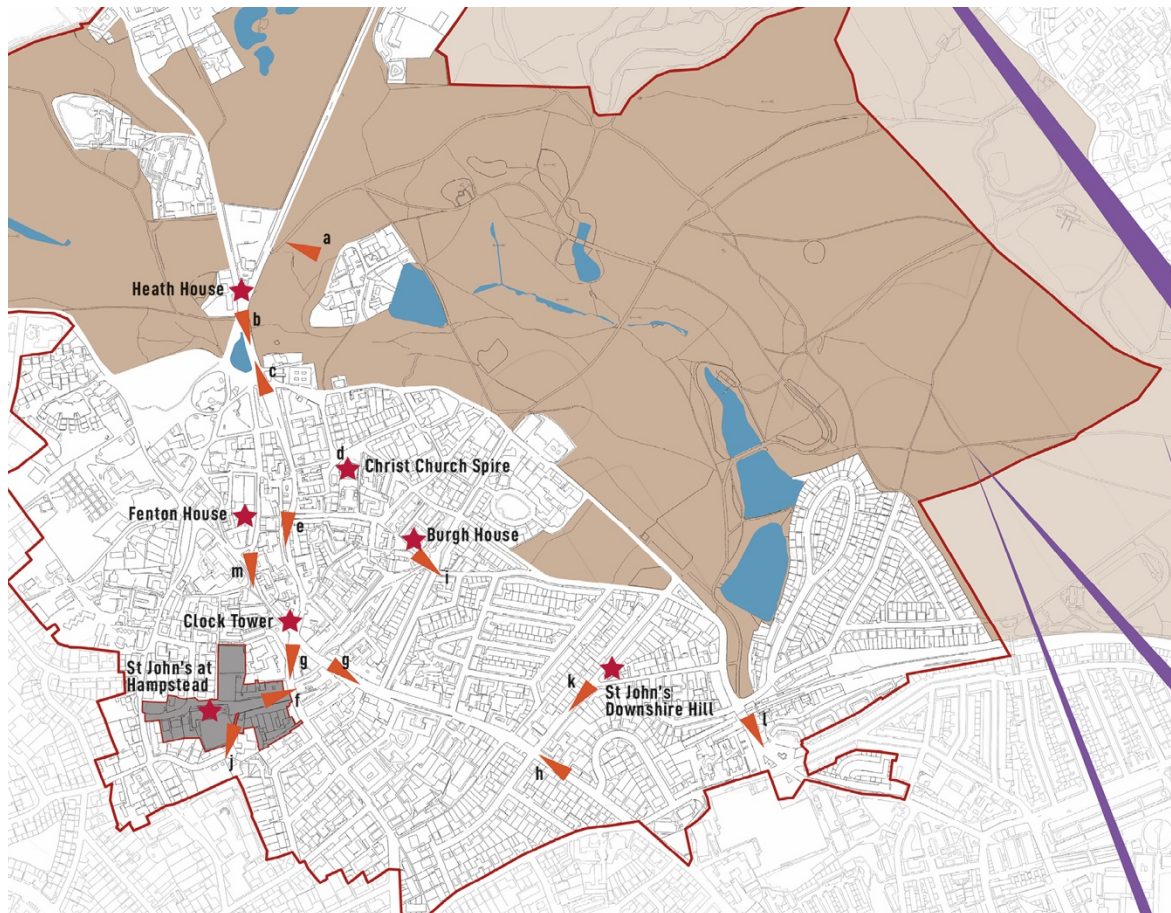 a
Heath House
b
c
d
Christ Church Spire
Fenton House
e
Burgh House
m
i
Clock Tower
St John's at
Hampstead
g
g
f
k
St John's
Downshire Hill
l
h
j